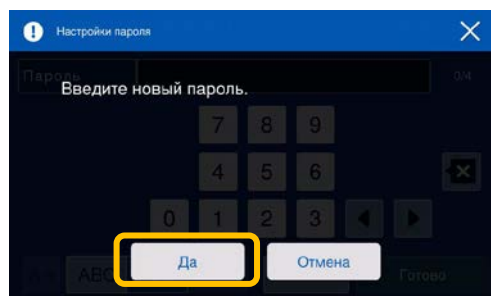 Настройки пароля
Пароль 0/4
Введите новый пароль.
7 8 9
4 5 6
0 1 2 3
Да Отмена
ABC Готово